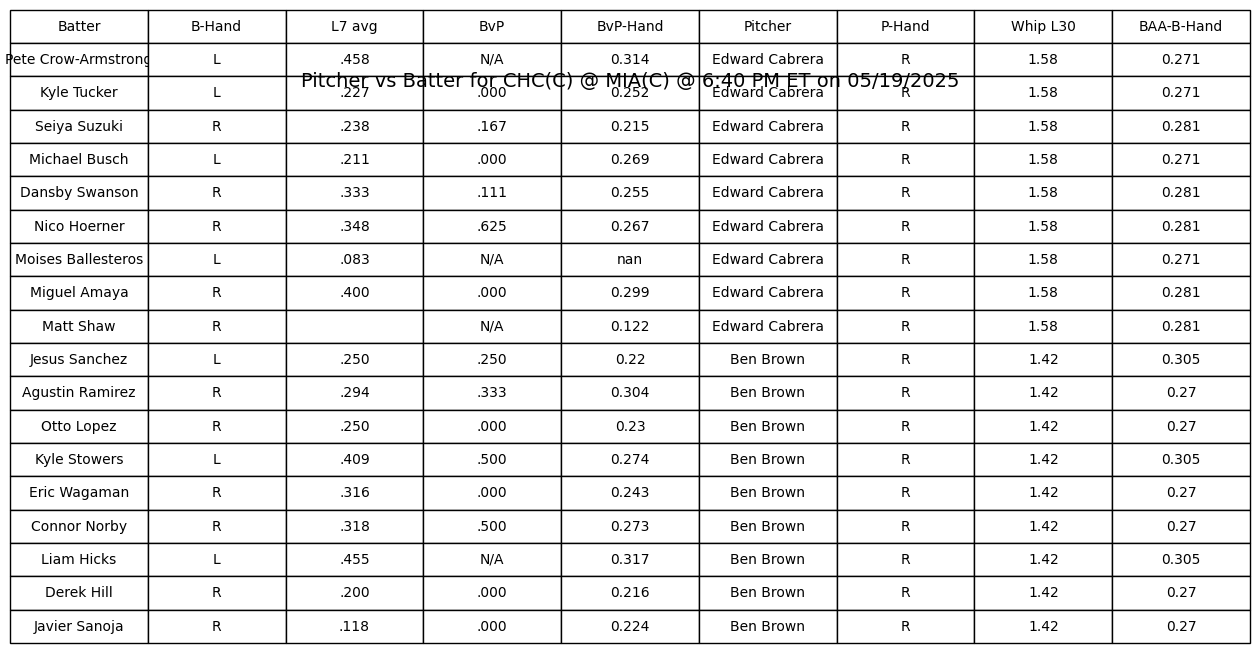 Batter B-Hand L7 avg BvP BvP-Hand Pitcher P-Hand Whip L30 BAA-B-Hand
Pete Crow-Armstrong L .458 N/A 0.314 Edward Cabrera R 1.58 0.271
Pitcher vs Batter for CHC(C) @ MIA(C) @ 6:40 PM ET on 05/19/2025
Kyle Tucker L .227 .000 0.252 Edward Cabrera R 1.58 0.271
Seiya Suzuki R .238 .167 0.215 Edward Cabrera R 1.58 0.281
Michael Busch L .211 .000 0.269 Edward Cabrera R 1.58 0.271
Dansby Swanson R .333 .111 0.255 Edward Cabrera R 1.58 0.281
Nico Hoerner R .348 .625 0.267 Edward Cabrera R 1.58 0.281
Moises Ballesteros L .083 N/A nan Edward Cabrera R 1.58 0.271
Miguel Amaya R .400 .000 0.299 Edward Cabrera R 1.58 0.281
Matt Shaw R N/A 0.122 Edward Cabrera R 1.58 0.281
Jesus Sanchez L .250 .250 0.22 Ben Brown R 1.42 0.305
Agustin Ramirez R .294 .333 0.304 Ben Brown R 1.42 0.27
Otto Lopez R .250 .000 0.23 Ben Brown R 1.42 0.27
Kyle Stowers L .409 .500 0.274 Ben Brown R 1.42 0.305
Eric Wagaman R .316 .000 0.243 Ben Brown R 1.42 0.27
Connor Norby R .318 .500 0.273 Ben Brown R 1.42 0.27
Liam Hicks L .455 N/A 0.317 Ben Brown R 1.42 0.305
Derek Hill R .200 .000 0.216 Ben Brown R 1.42 0.27
Javier Sanoja R .118 .000 0.224 Ben Brown R 1.42 0.27